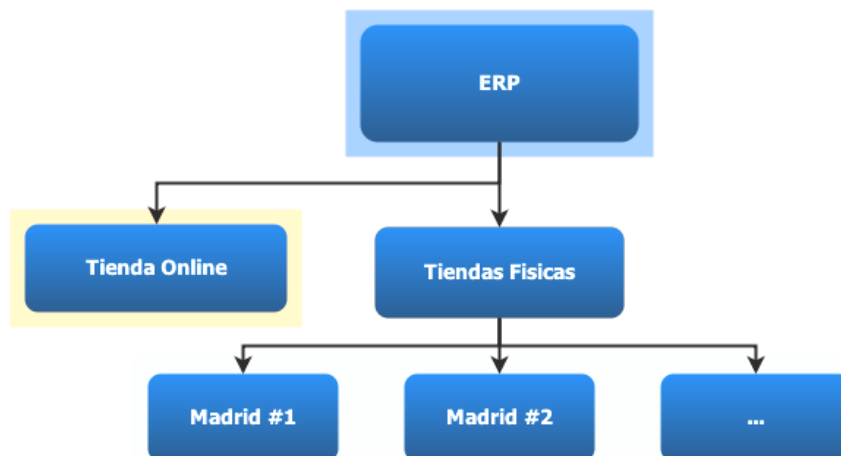 ERP
Tienda Online
Tiendas Fisicas
Madrid #1
Madrid #2
...